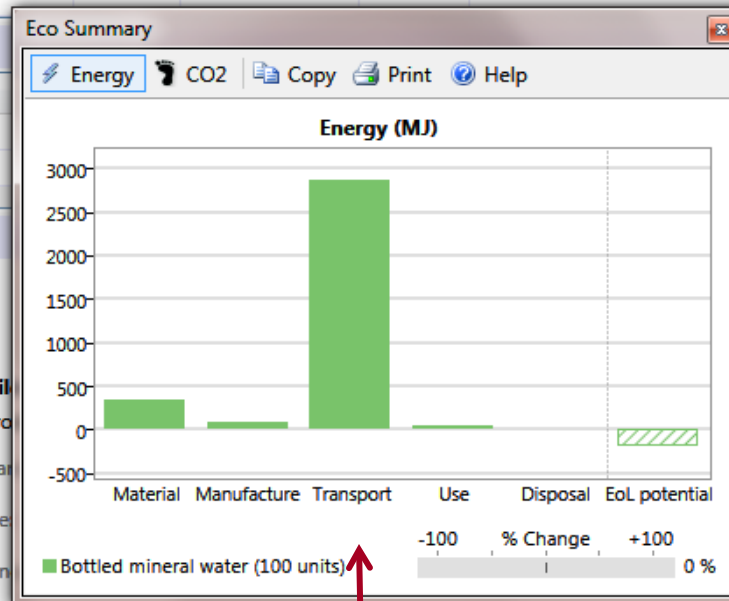 Eco Summary
Energy CO2 Copy Print Help
Energy (MJ)
3000
2500
2000
1500
1000
500
0
-500
Material Manufacture Transport Use Disposal EoL potential
-100 % Change +100
Bottled mineral water (100 units) 0 %